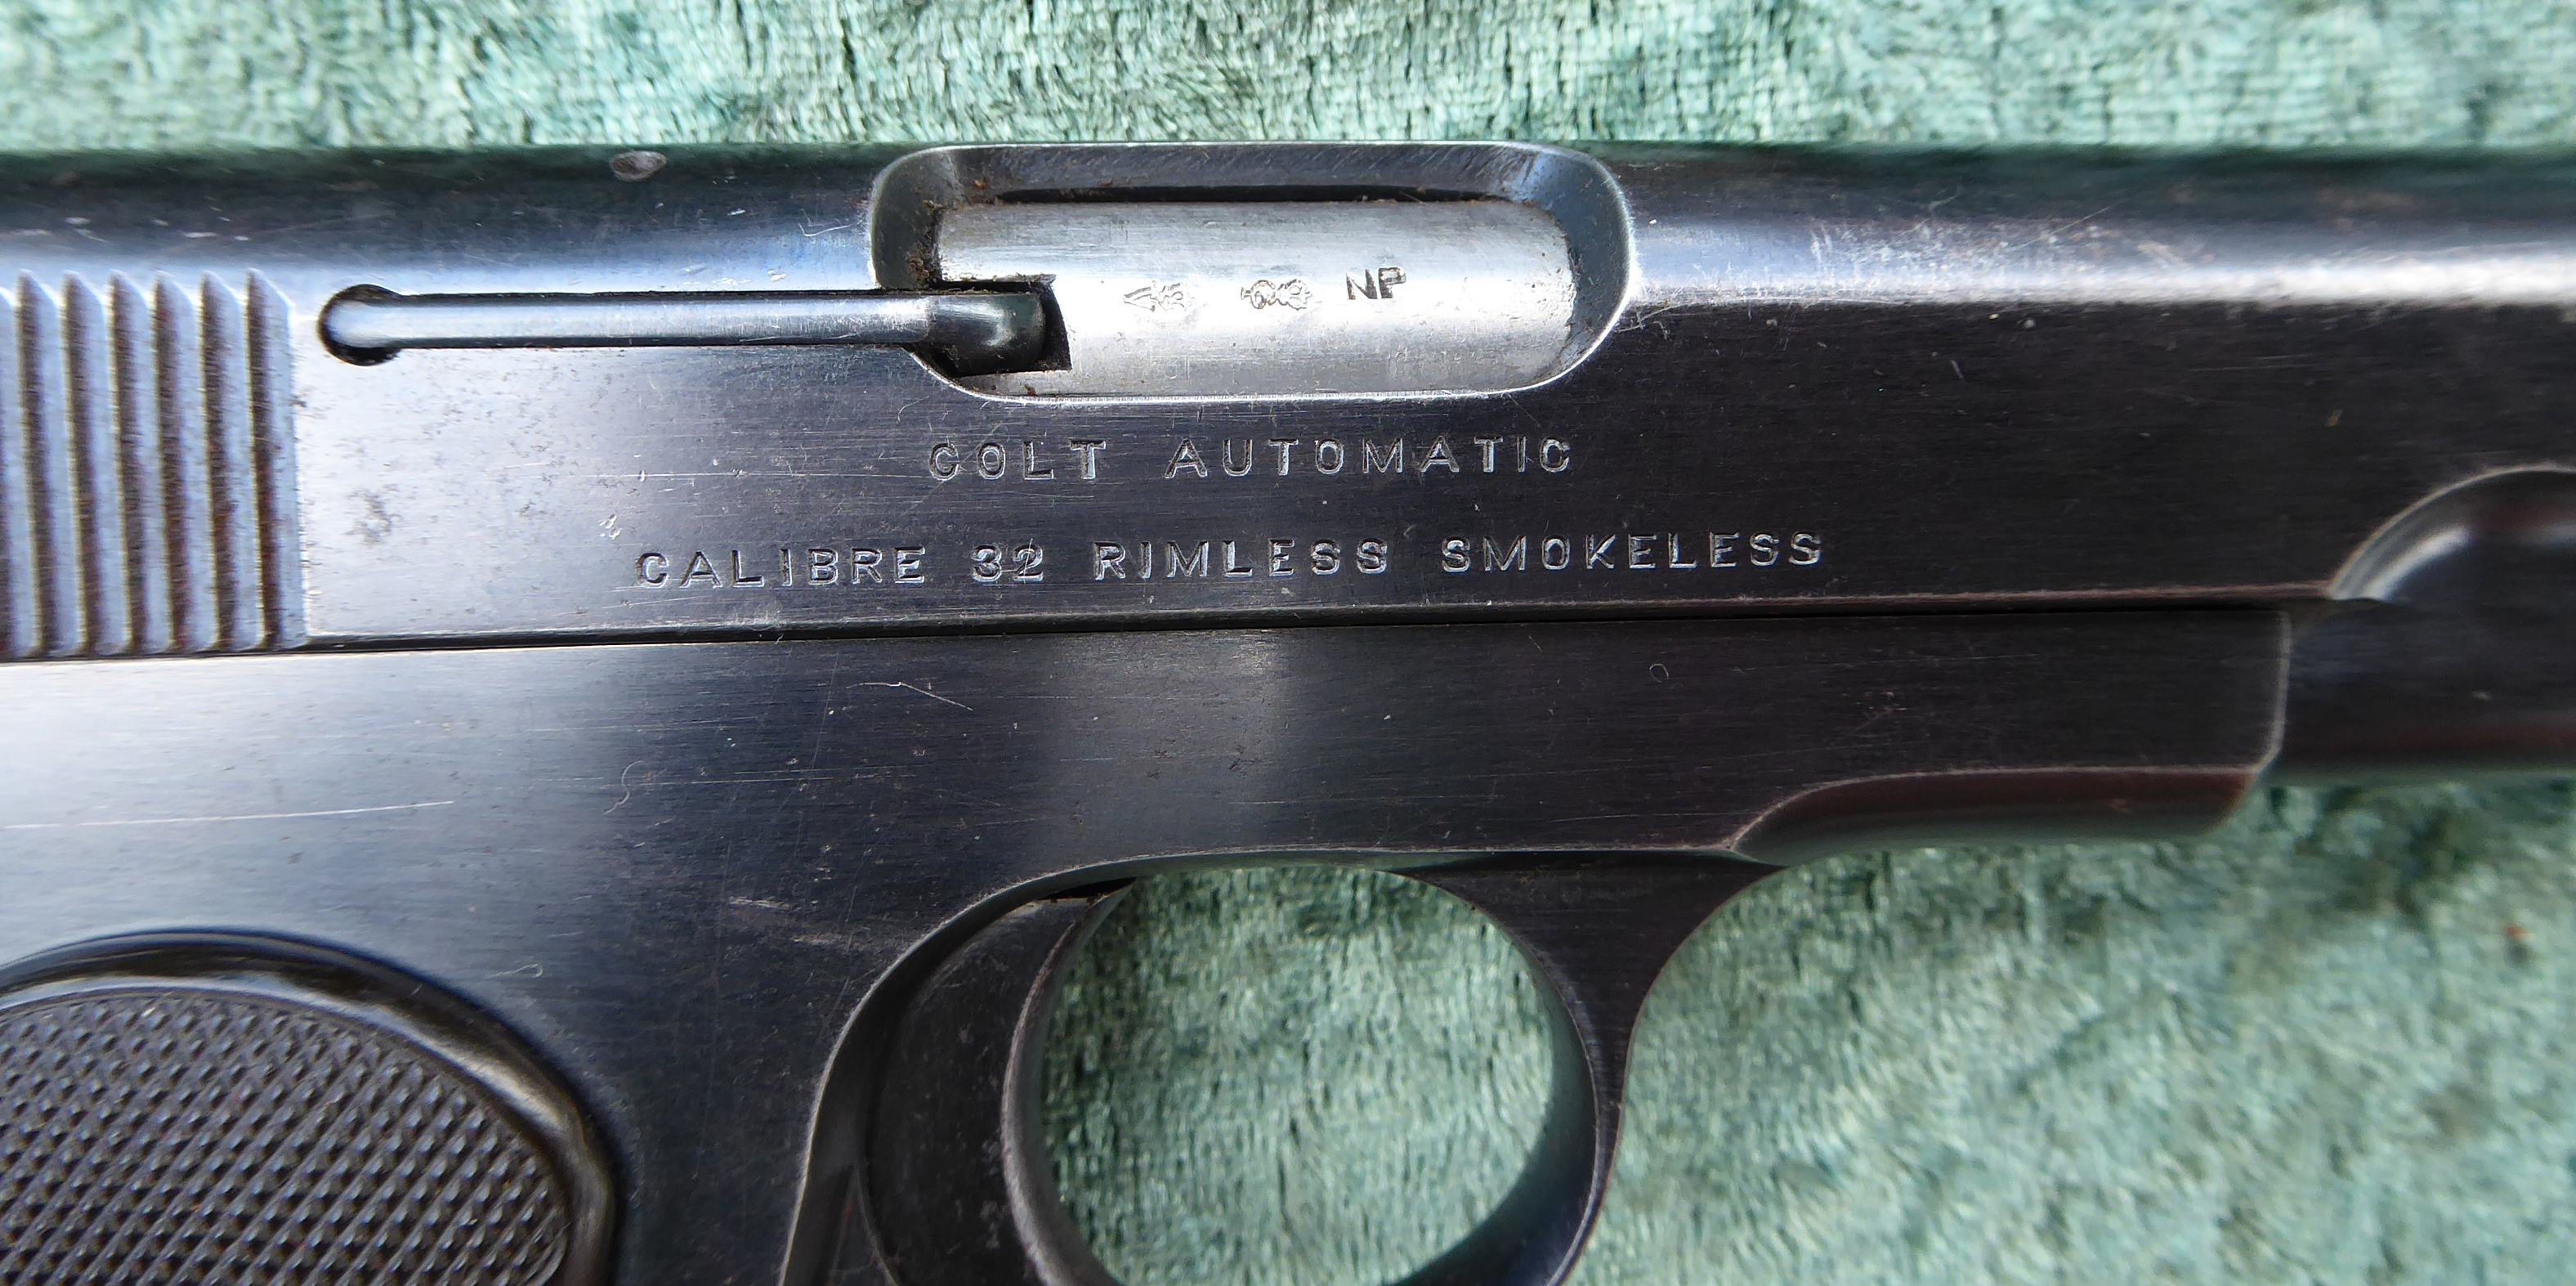 NP
COLT AUTOMATIC
CALIBRE 32 RIMLESS SMOKELESS